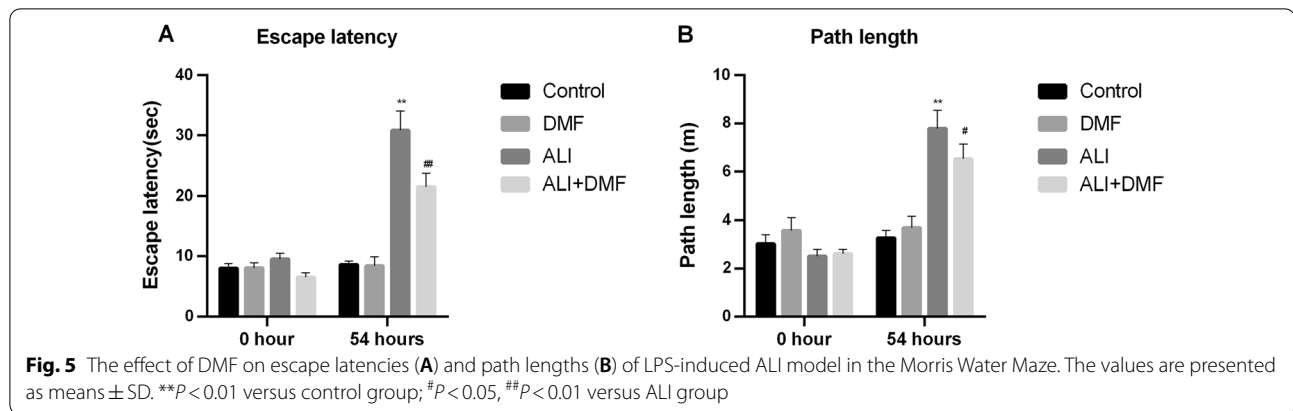 A Escape latency
40
30
20
10
0
Escape latency(sec)
**
##
0 hour 54 hours
Control
DMF
ALI
ALI+DMF
B Path length
10
8
6
4
2
0
Path length (m)
**
#
0 hour 54 hours
Control
DMF
ALI
ALI+DMF
Fig. 5 The effect of DMF on escape latencies (A) and path lengths (B) of LPS-induced ALI model in the Morris Water Maze. The values are presented
as means ± SD. **P < 0.01 versus control group; #P < 0.05, ##P < 0.01 versus ALI group